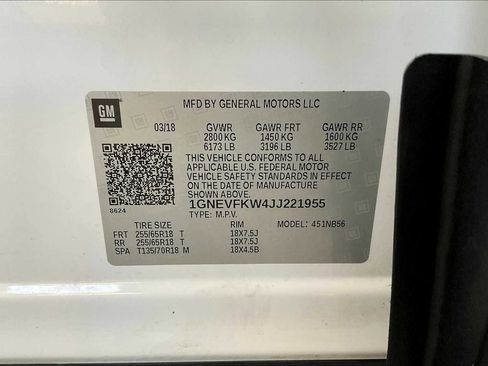 GM
MFD BY GENERAL MOTORS LLC
03/18 GVWR GAWR FRT GAWR RR
2800 KG 1450 KG 1600 KG
6173 LB 3196 LB 3527 LB
THIS VEHICLE CONFORMS TO ALL APPLICABLE
U.S. FEDERAL MOTOR
VEHICLE SAFETY STANDARDS IN EFFECT
ON THE DATE OF MANUFACTURE
SHOWN ABOVE.
8624 1GNEVFKW4JJ221955
TYPE: M.P.V. MODEL: 451NB56
TIRE SIZE RIM
FRT 255/65R18 T 18X7.5J
RR 255/65R18 T 18X7.5J
SPA T135/70R18 M 18X4.5B